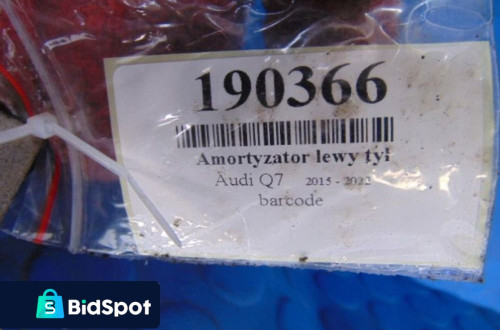 190366
Amortyzator lewy tył
Audi Q7 2015 - 2022
barcode
BidSpot